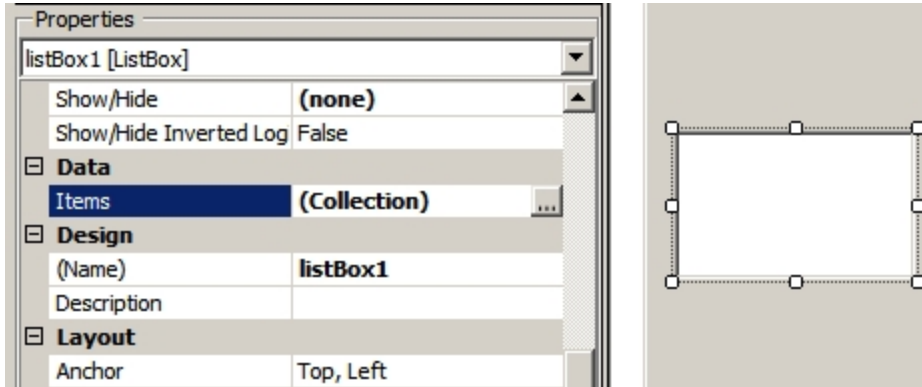 Properties
listBox1 [ListBox]
Show/Hide (none)
Show/Hide Inverted Log False
Data
Items (Collection) ...
Design
(Name) listBox1
Description
Layout
Anchor Top, Left